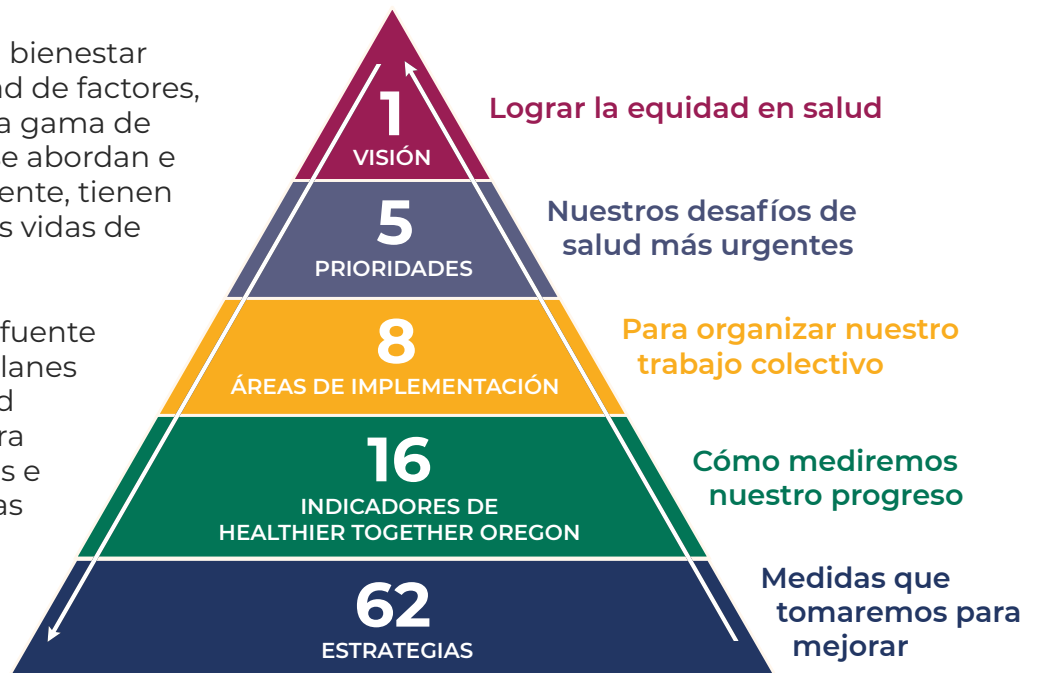 bienestar
ad de factores,
a gama de
se abordan e
ente, tienen
s vidas de
fuente
lanes
d
ra
s e
as
1
VISIÓN
Lograr la equidad en salud
5
PRIORIDADES
Nuestros desafíos de
salud más urgentes
8
ÁREAS DE IMPLEMENTACIÓN
Para organizar nuestro
trabajo colectivo
16
INDICADORES DE
HEALTHIER TOGETHER OREGON
Cómo mediremos
nuestro progreso
62
ESTRATEGIAS
Medidas que
tomaremos para
mejorar